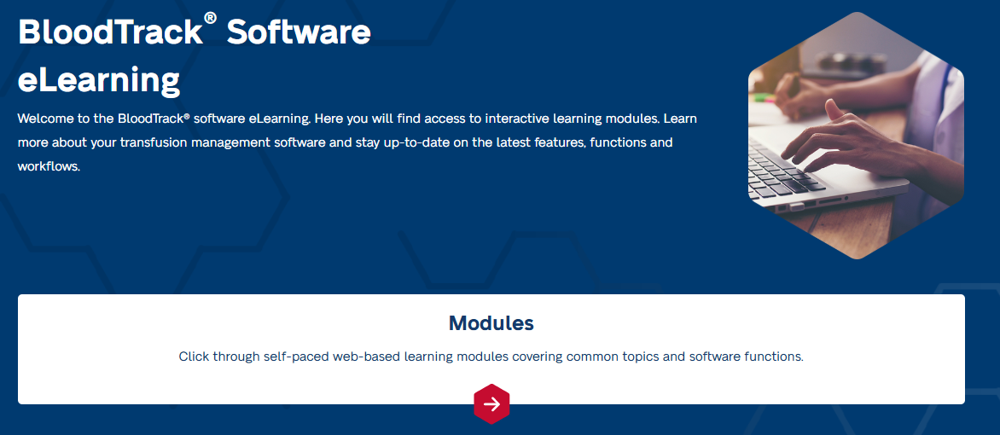 BloodTrack® Software
eLearning
Welcome to the BloodTrack® software eLearning. Here you will find access to interactive learning modules. Learn
more about your transfusion management software and stay up-to-date on the latest features, functions and
workflows.
Modules
Click through self-paced web-based learning modules covering common topics and software functions.